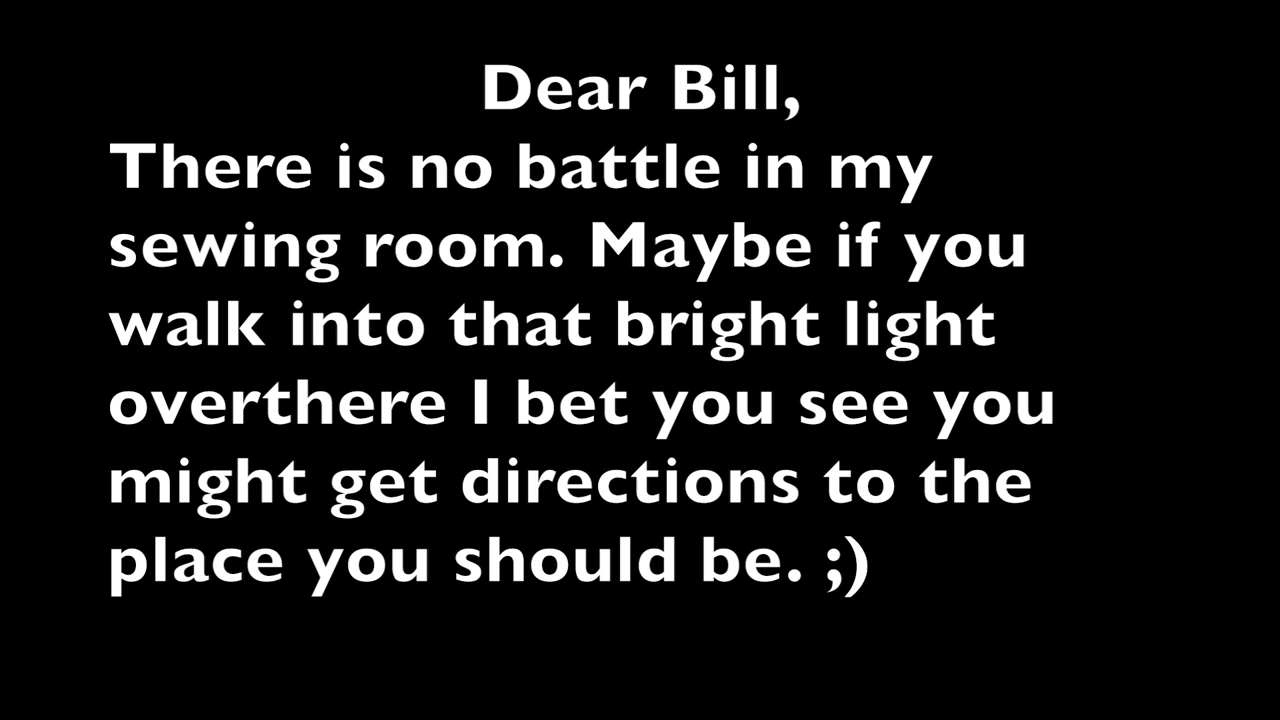 Dear Bill,
There is no battle in my
sewing room. Maybe if you
walk into that bright light
overthere I bet you see you
might get directions to the
place you should be. ;)